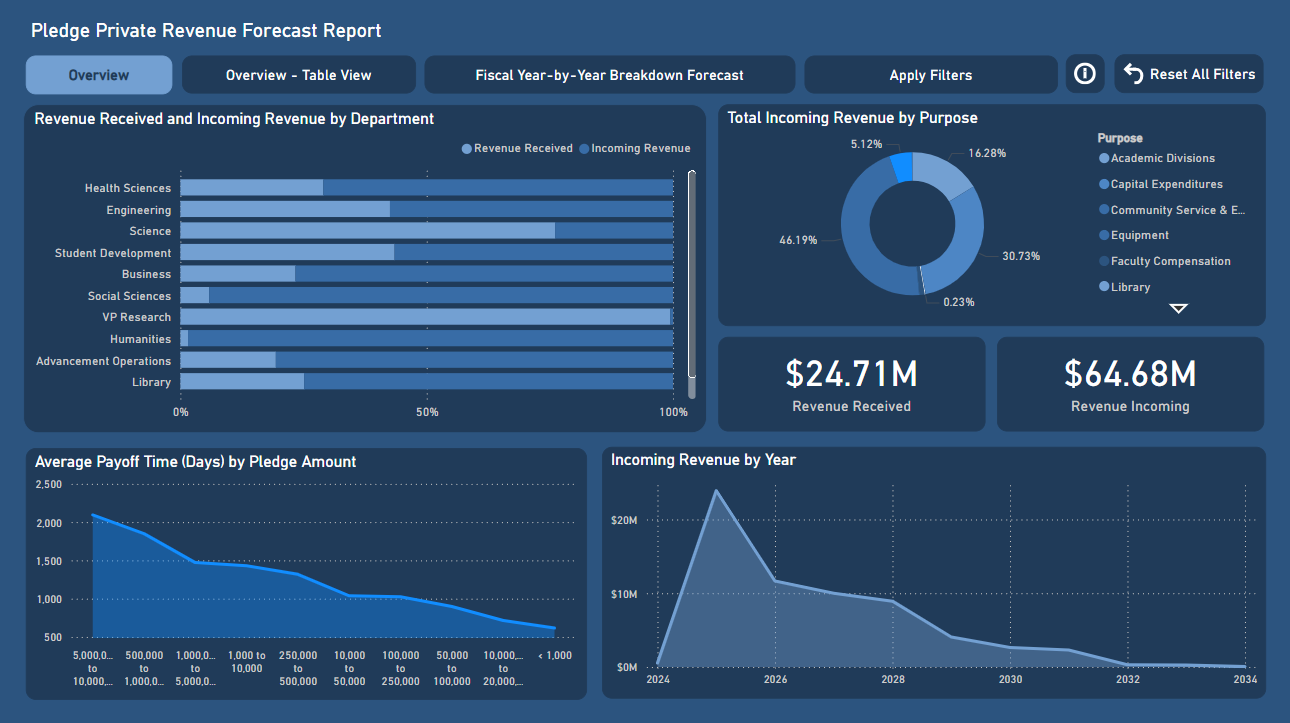 Pledge Private Revenue Forecast Report
Overview
Overview - Table View
Fiscal Year-by-Year Breakdown Forecast
Apply Filters
Reset All Filters
Revenue Received and Incoming Revenue by Department
Revenue Received
Incoming Revenue
Health Sciences
Engineering
Science
Student Development
Business
Social Sciences
VP Research
Humanities
Advancement Operations
Library
0%
50%
100%
Total Incoming Revenue by Purpose
5.12%
16.28%
46.19%
30.73%
0.23%
Purpose
Academic Divisions
Capital Expenditures
Community Service & E...
Equipment
Faculty Compensation
Library
$24.71M
Revenue Received
$64.68M
Revenue Incoming
Average Payoff Time (Days) by Pledge Amount
2,500
2,000
1,500
1,000
500
5,000,0...
to
10,000,...
500,000
to
1,000,0...
1,000,0...
to
5,000,0...
1,000 to
10,000
250,000
to
500,000
10,000
to
50,000
100,000
to
250,000
50,000
to
100,000
10,000,...
to
20,000,...
< 1,000
Incoming Revenue by Year
$20M
$10M
$0M
2024
2026
2028
2030
2032
2034